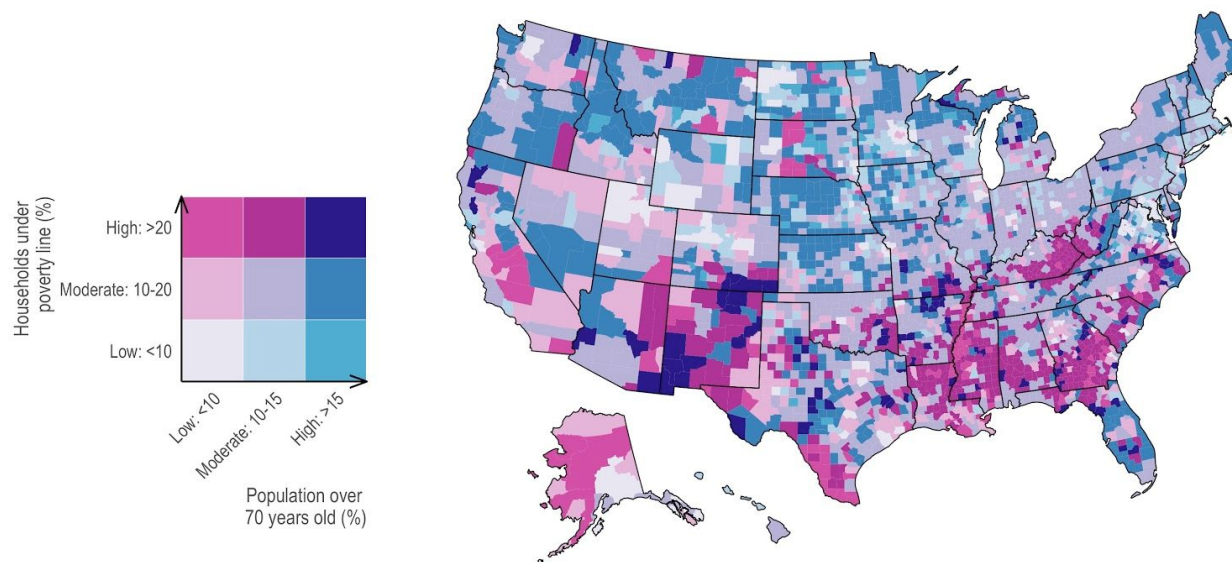 Households under
poverty line (%)
High: >20
Moderate: 10-20
Low: <10
Low: <10
Moderate: 10-15
High: >15
Population over
70 years old (%)